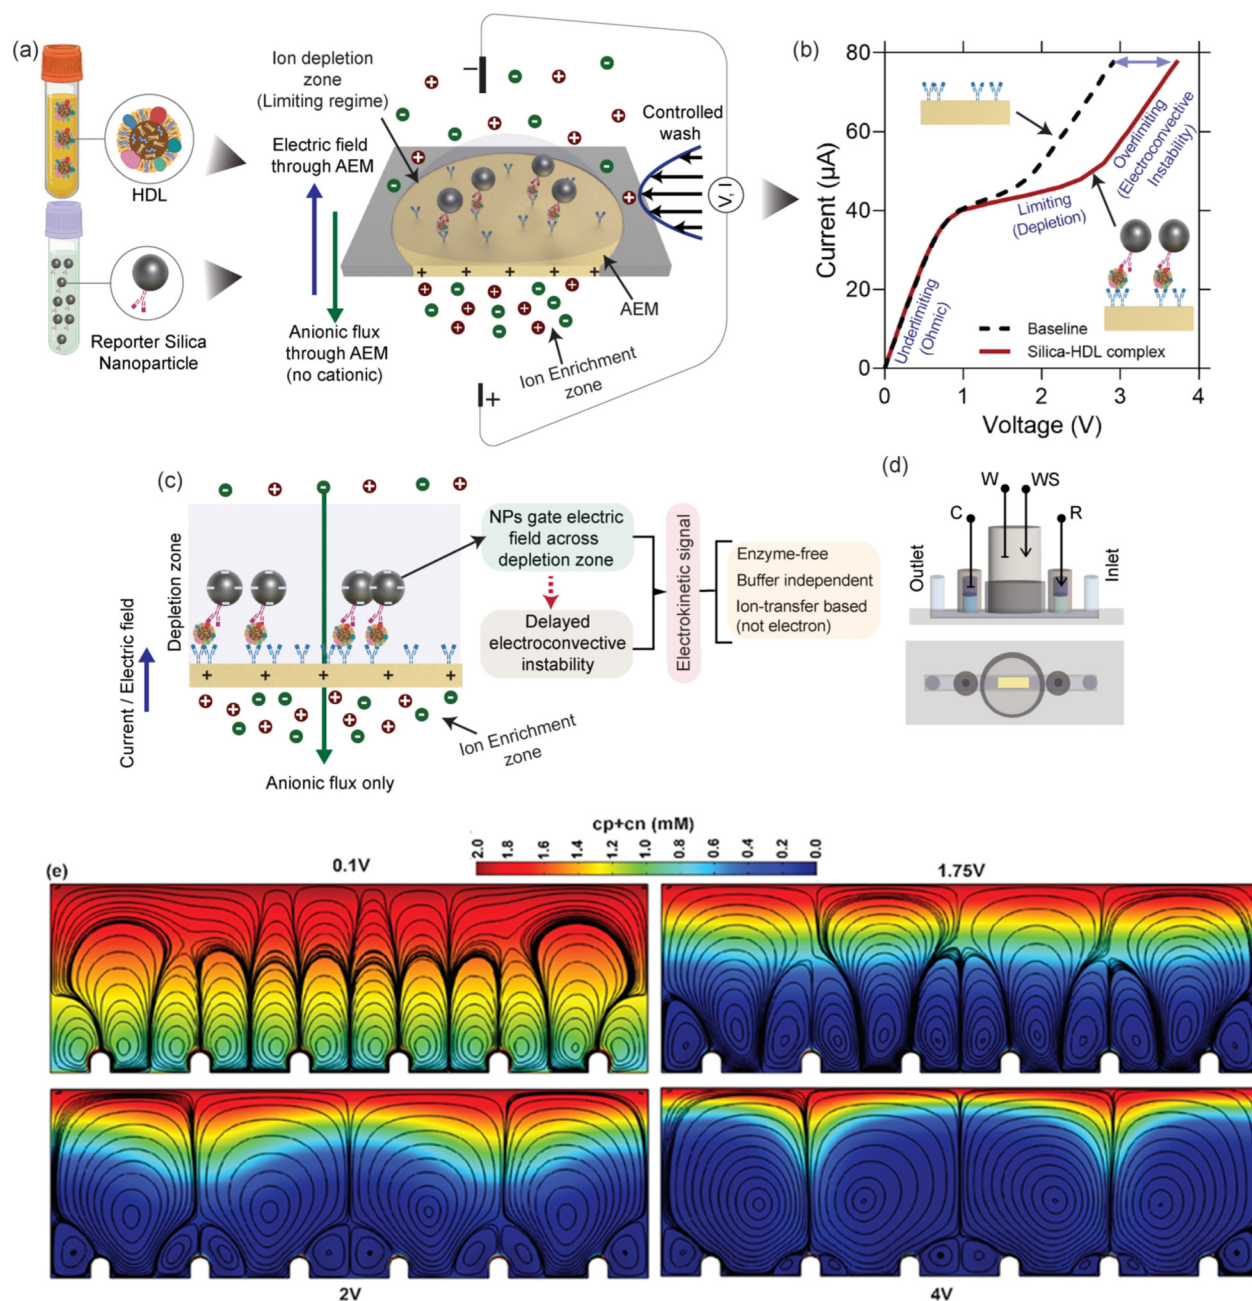 (a)
HDL
Reporter Silica
Nanoparticle
Ion depletion
zone
(Limiting regime)
Electric field
through AEM
Anionic flux
through AEM
(no cationic)
Controlled
wash
V, I
AEM
Ion Enrichment
zone
(b)
Current (µA)
80
60
40
20
0
0
1
2
3
4
Voltage (V)
Underlimiting
(Ohmic)
Limiting
(Depletion)
Overlimiting
(Electroconvective
Instability)
Baseline
Silica-HDL complex
(c)
Depletion zone
Current / Electric field
Anionic flux only
Ion Enrichment
zone
NPs gate electric
field across
depletion zone
Delayed
electroconvective
instability
Electrokinetic signal
Enzyme-free
Buffer independent
Ion-transfer based
(not electron)
(d)
W
WS
C
R
Outlet
Inlet
cp+cn (mM)
2.0
1.8
1.6
1.4
1.2
1.0
0.8
0.6
0.4
0.2
0.0
(e)
0.1V
1.75V
2V
4V